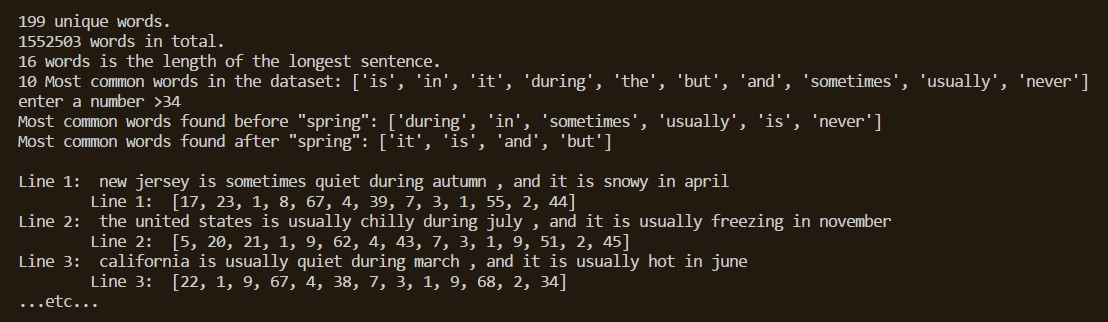 199 unique words.
1552503 words in total.
16 words is the length of the longest sentence.
10 Most common words in the dataset: ['is', 'in', 'it', 'during', 'the', 'but', 'and', 'sometimes', 'usually', 'never']
enter a number >34
Most common words found before "spring": ['during', 'in', 'sometimes', 'usually', 'is', 'never']
Most common words found after "spring": ['it', 'is', 'and', 'but']

Line 1:  new jersey is sometimes quiet during autumn , and it is snowy in april
        Line 1:  [17, 23, 1, 8, 67, 4, 39, 7, 3, 1, 55, 2, 44]
Line 2:  the united states is usually chilly during july , and it is usually freezing in november
        Line 2:  [5, 20, 21, 1, 9, 62, 4, 43, 7, 3, 1, 9, 51, 2, 45]
Line 3:  california is usually quiet during march , and it is usually hot in june
        Line 3:  [22, 1, 9, 67, 4, 38, 7, 3, 1, 9, 68, 2, 34]
...etc...